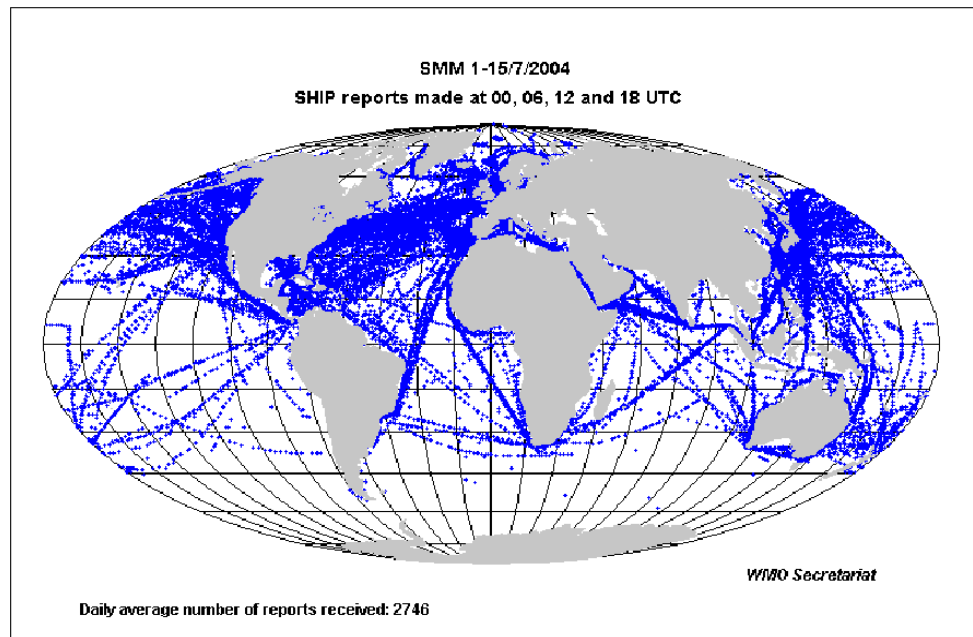 SMM 1-15/7/2004
SHIP reports made at 00, 06, 12 and 18 UTC
WMO Secretariat
Daily average number of reports received: 2746